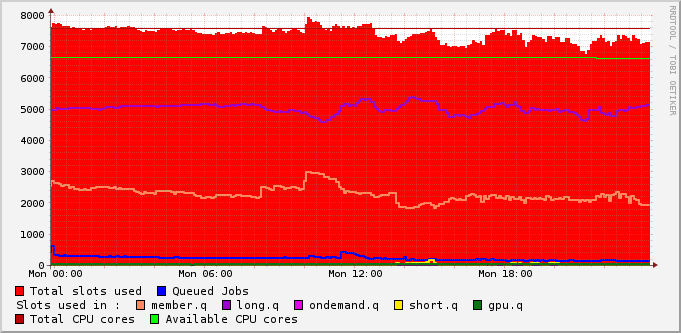 8000
7000
6000
5000
4000
3000
2000
1000
0
Mon 00:00 Mon 06:00 Mon 12:00 Mon 18:00
Total slots used Queued Jobs
Slots used in : member.q long.q ondemand.q short.q gpu.q
Total CPU cores Available CPU cores
RRDTOOL / TOBI OETIKER